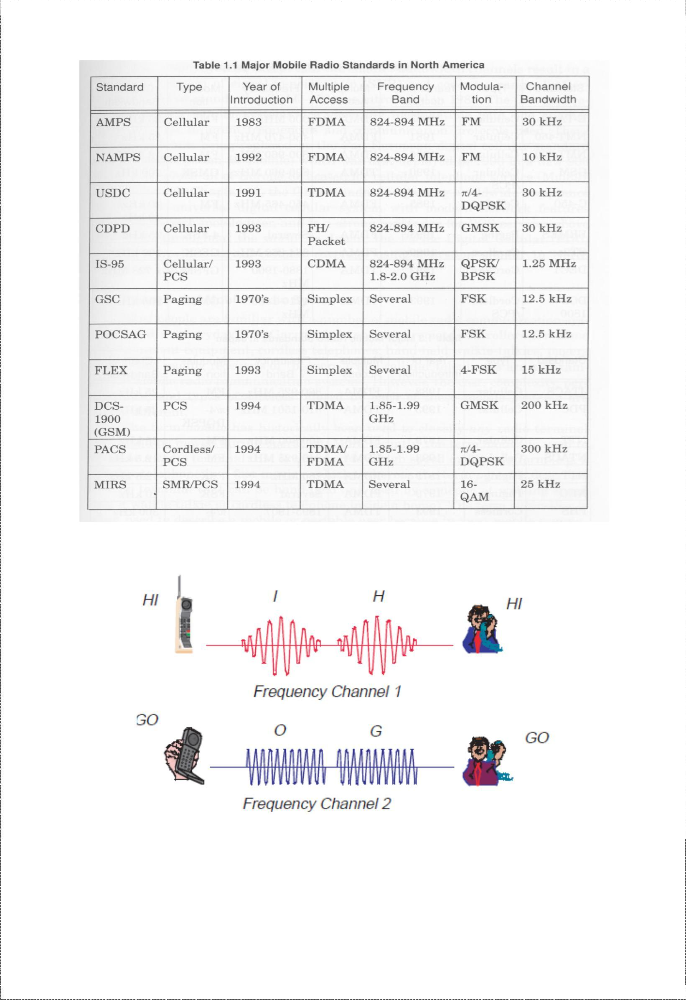 Table 1.1 Major Mobile Radio Standards in North America
Standard Type Year of Introduction Multiple Access Frequency Band Modula-tion Channel Bandwidth
AMPS Cellular 1983 FDMA 824-894 MHz FM 30 kHz
NAMPS Cellular 1992 FDMA 824-894 MHz FM 10 kHz
USDC Cellular 1991 TDMA 824-894 MHz π/4-DQPSK 30 kHz
CDPD Cellular 1993 FH/Packet 824-894 MHz GMSK 30 kHz
IS-95 Cellular/PCS 1993 CDMA 824-894 MHz 1.8-2.0 GHz QPSK/BPSK 1.25 MHz
GSC Paging 1970's Simplex Several FSK 12.5 kHz
POCSAG Paging 1970's Simplex Several FSK 12.5 kHz
FLEX Paging 1993 Simplex Several 4-FSK 15 kHz
DCS-1900 (GSM) PCS 1994 TDMA 1.85-1.99 GHz GMSK 200 kHz
PACS Cordless/PCS 1994 TDMA/FDMA 1.85-1.99 GHz π/4-DQPSK 300 kHz
MIRS SMR/PCS 1994 TDMA Several 16-QAM 25 kHz
HI I H HI
Frequency Channel 1
GO O G GO
Frequency Channel 2